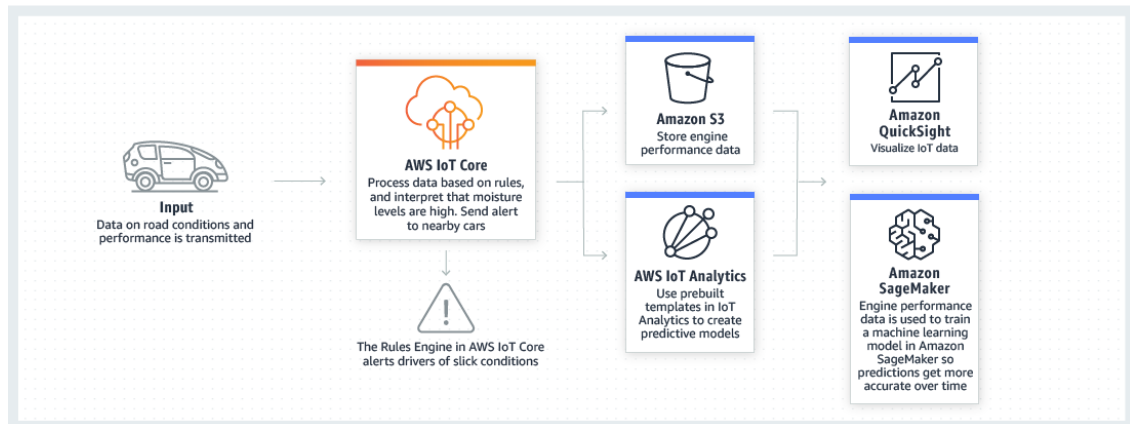 Input
Data on road conditions and
performance is transmitted
AWS IoT Core
Process data based on rules,
and interpret that moisture
levels are high. Send alert
to nearby cars
The Rules Engine in AWS IoT Core
alerts drivers of slick conditions
Amazon S3
Store engine
performance data
AWS IoT Analytics
Use prebuilt
templates in IoT
Analytics to create
predictive models
Amazon
QuickSight
Visualize IoT data
Amazon
SageMaker
Engine performance
data is used to train
a machine learning
model in Amazon
SageMaker so
predictions get more
accurate over time